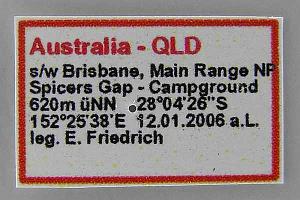 Australia - QLD
s/w Brisbane, Main Range NP
Spicers Gap - Campground
620m üNN 28°04'26"S
152°25'38'E 12.01.2006 a.L.
leg. E. Friedrich